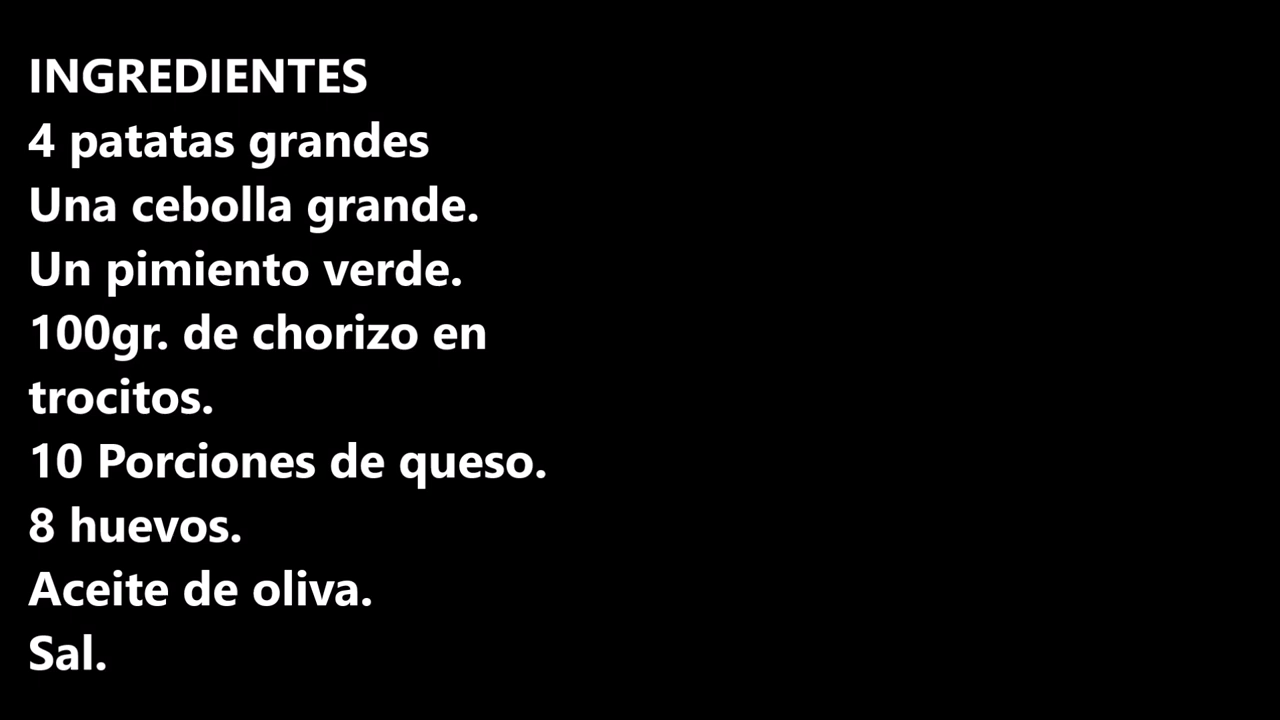 INGREDIENTES
4 patatas grandes
Una cebolla grande.
Un pimiento verde.
100gr. de chorizo en
trocitos.
10 Porciones de queso.
8 huevos.
Aceite de oliva.
Sal.